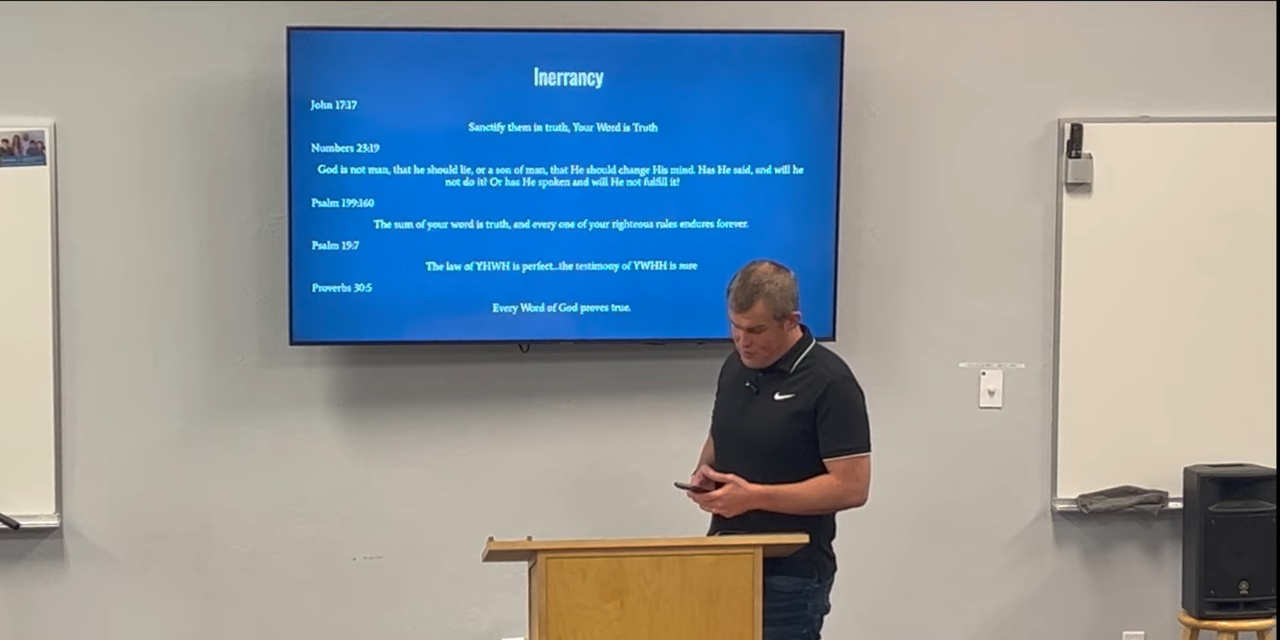 Inerrancy
John 17:17
Sanctify them in truth, Your Word is Truth
Numbers 23:19
God is not man, that he should lie, or a son of man, that He should change His mind. Has He said, and will he
not do it? Or has He spoken and will He not fulfill it?
Psalm 199:160
The sum of your word is truth, and every one of your righteous rules endures forever.
Psalm 19:7
The law of YHWH is perfect...the testimony of YWHH is sure
Proverbs 30:5
Every Word of God proves true.